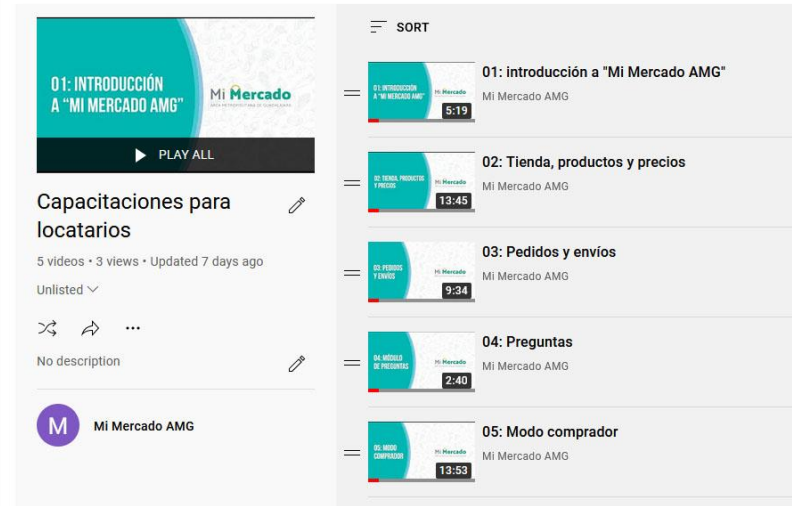 01: INTRODUCCIÓN
A “MI MERCADO AMG”
Mi Mercado
PLAY ALL
Capacitaciones para
locatarios
5 videos • 3 views • Updated 7 days ago
Unlisted
No description
M
Mi Mercado AMG
SORT
01: INTRODUCCIÓN
A “MI MERCADO AMG”
Mi Mercado
5:19
01: introducción a "Mi Mercado AMG"
Mi Mercado AMG
02: TIENDA, PRODUCTOS
Y PRECIOS
Mi Mercado
13:45
02: Tienda, productos y precios
Mi Mercado AMG
03: PEDIDOS
Y ENVÍOS
Mi Mercado
9:34
03: Pedidos y envíos
Mi Mercado AMG
04: MÓDULO
DE PREGUNTAS
Mi Mercado
2:40
04: Preguntas
Mi Mercado AMG
05: MODO
COMPRADOR
Mi Mercado
13:53
05: Modo comprador
Mi Mercado AMG